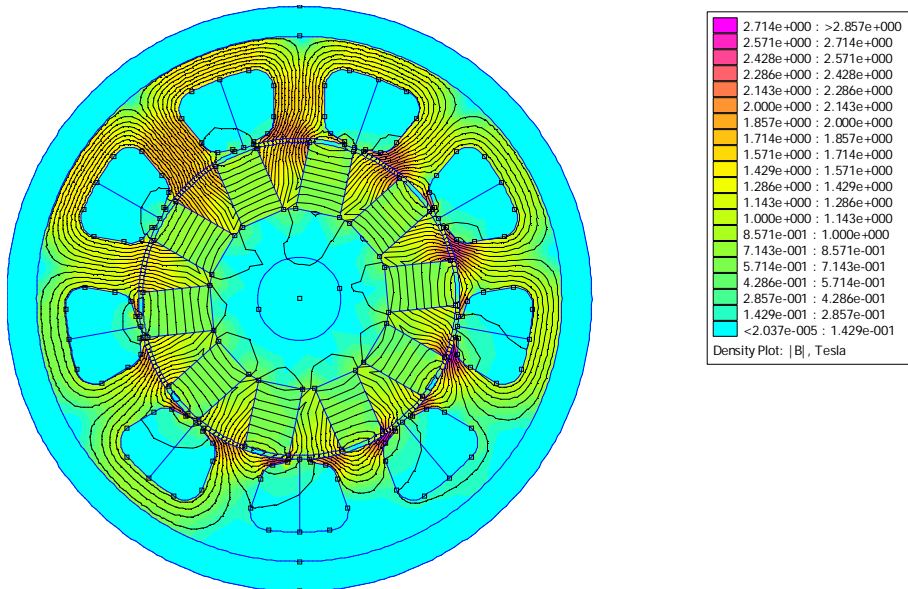 2.714e+000 : >2.857e+000
2.571e+000 : 2.714e+000
2.428e+000 : 2.571e+000
2.286e+000 : 2.428e+000
2.143e+000 : 2.286e+000
2.000e+000 : 2.143e+000
1.857e+000 : 2.000e+000
1.714e+000 : 1.857e+000
1.571e+000 : 1.714e+000
1.429e+000 : 1.571e+000
1.286e+000 : 1.429e+000
1.143e+000 : 1.286e+000
1.000e+000 : 1.143e+000
8.571e-001 : 1.000e+000
7.143e-001 : 8.571e-001
5.714e-001 : 7.143e-001
4.286e-001 : 5.714e-001
2.857e-001 : 4.286e-001
1.429e-001 : 2.857e-001
<2.037e-005 : 1.429e-001
Density Plot: |B|, Tesla